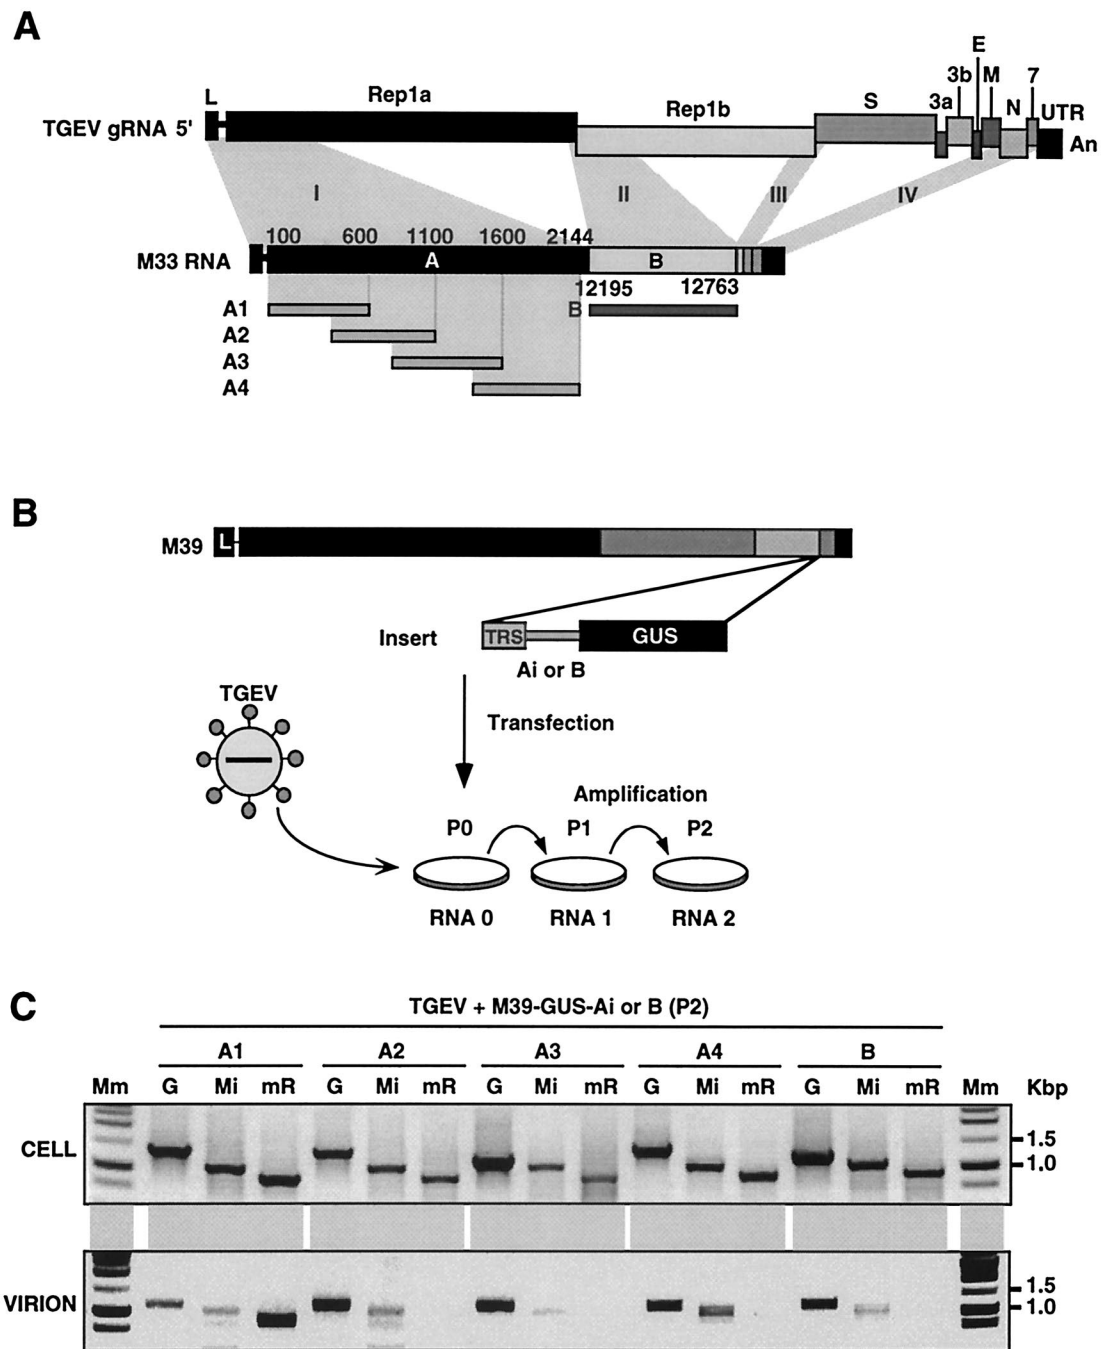 A
E
3b M 7
L Rep1a Rep1b S 3a N UTR
TGEV gRNA 5' An
I II III IV
100 600 1100 1600 2144
M33 RNA A B
12195 12763
A1 B
A2
A3
A4
B
M39 L
Insert TRS GUS
Ai or B
TGEV
Transfection
Amplification
P0 P1 P2
RNA 0 RNA 1 RNA 2
C
TGEV + M39-GUS-Ai or B (P2)
A1 A2 A3 A4 B
Mm G Mi mR G Mi mR G Mi mR G Mi mR G Mi mR Mm Kbp
CELL 1.5
1.0
VIRION 1.5
1.0